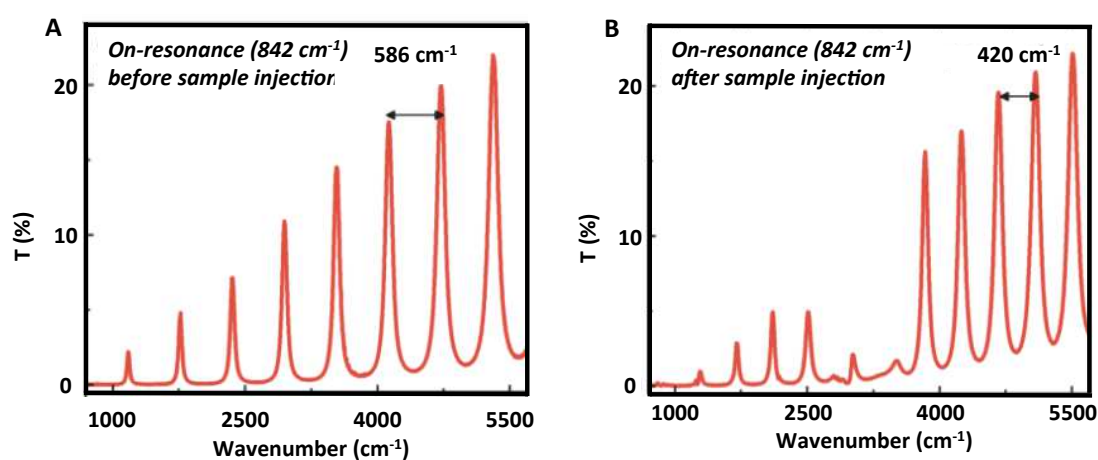 A
On-resonance (842 cm⁻¹)
before sample injection
586 cm⁻¹
20
10
0
T (%)
1000
2500
4000
5500
Wavenumber (cm⁻¹)
B
On-resonance (842 cm⁻¹)
after sample injection
420 cm⁻¹
20
10
0
T (%)
1000
2500
4000
5500
Wavenumber (cm⁻¹)